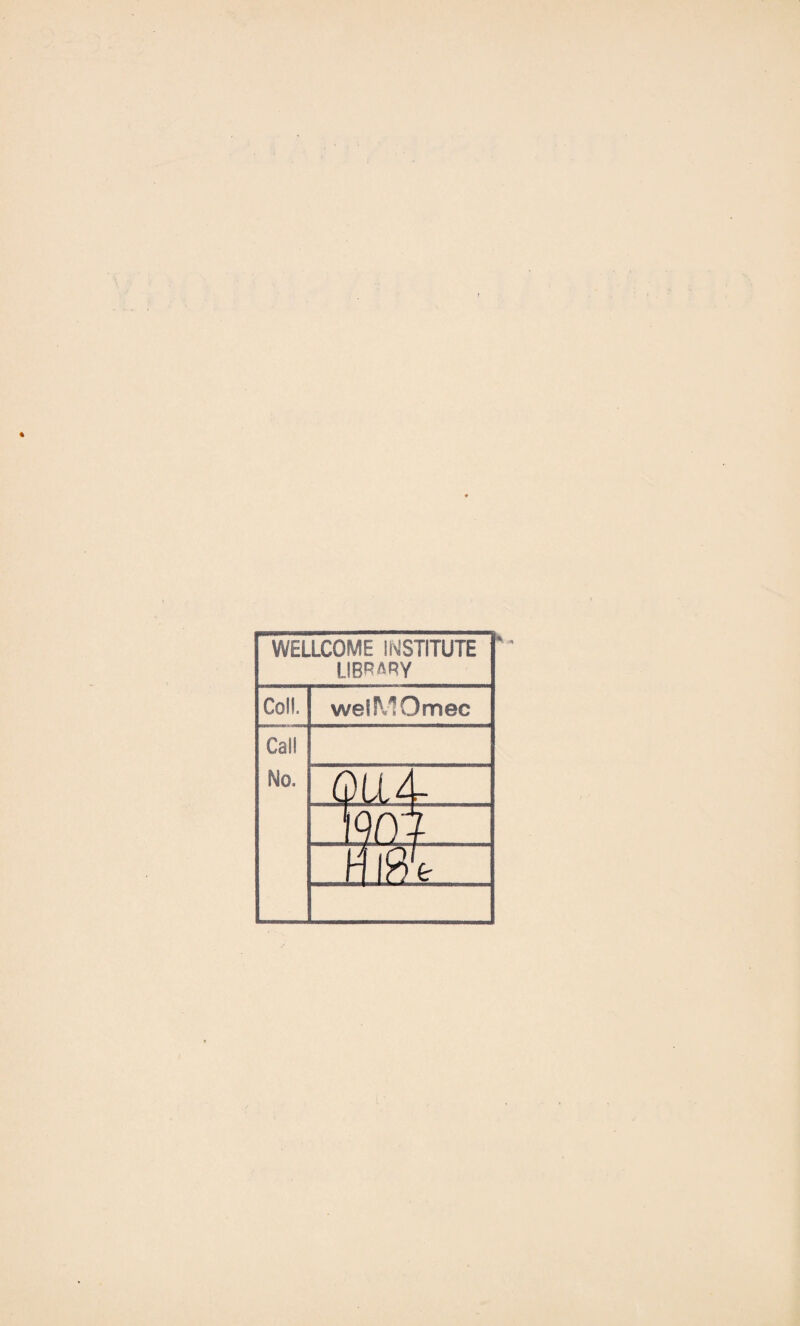 WELLCOME INSTITUTE
LIBRARY
Coll. welMOmec
Call
No. QU4
1907
H18e